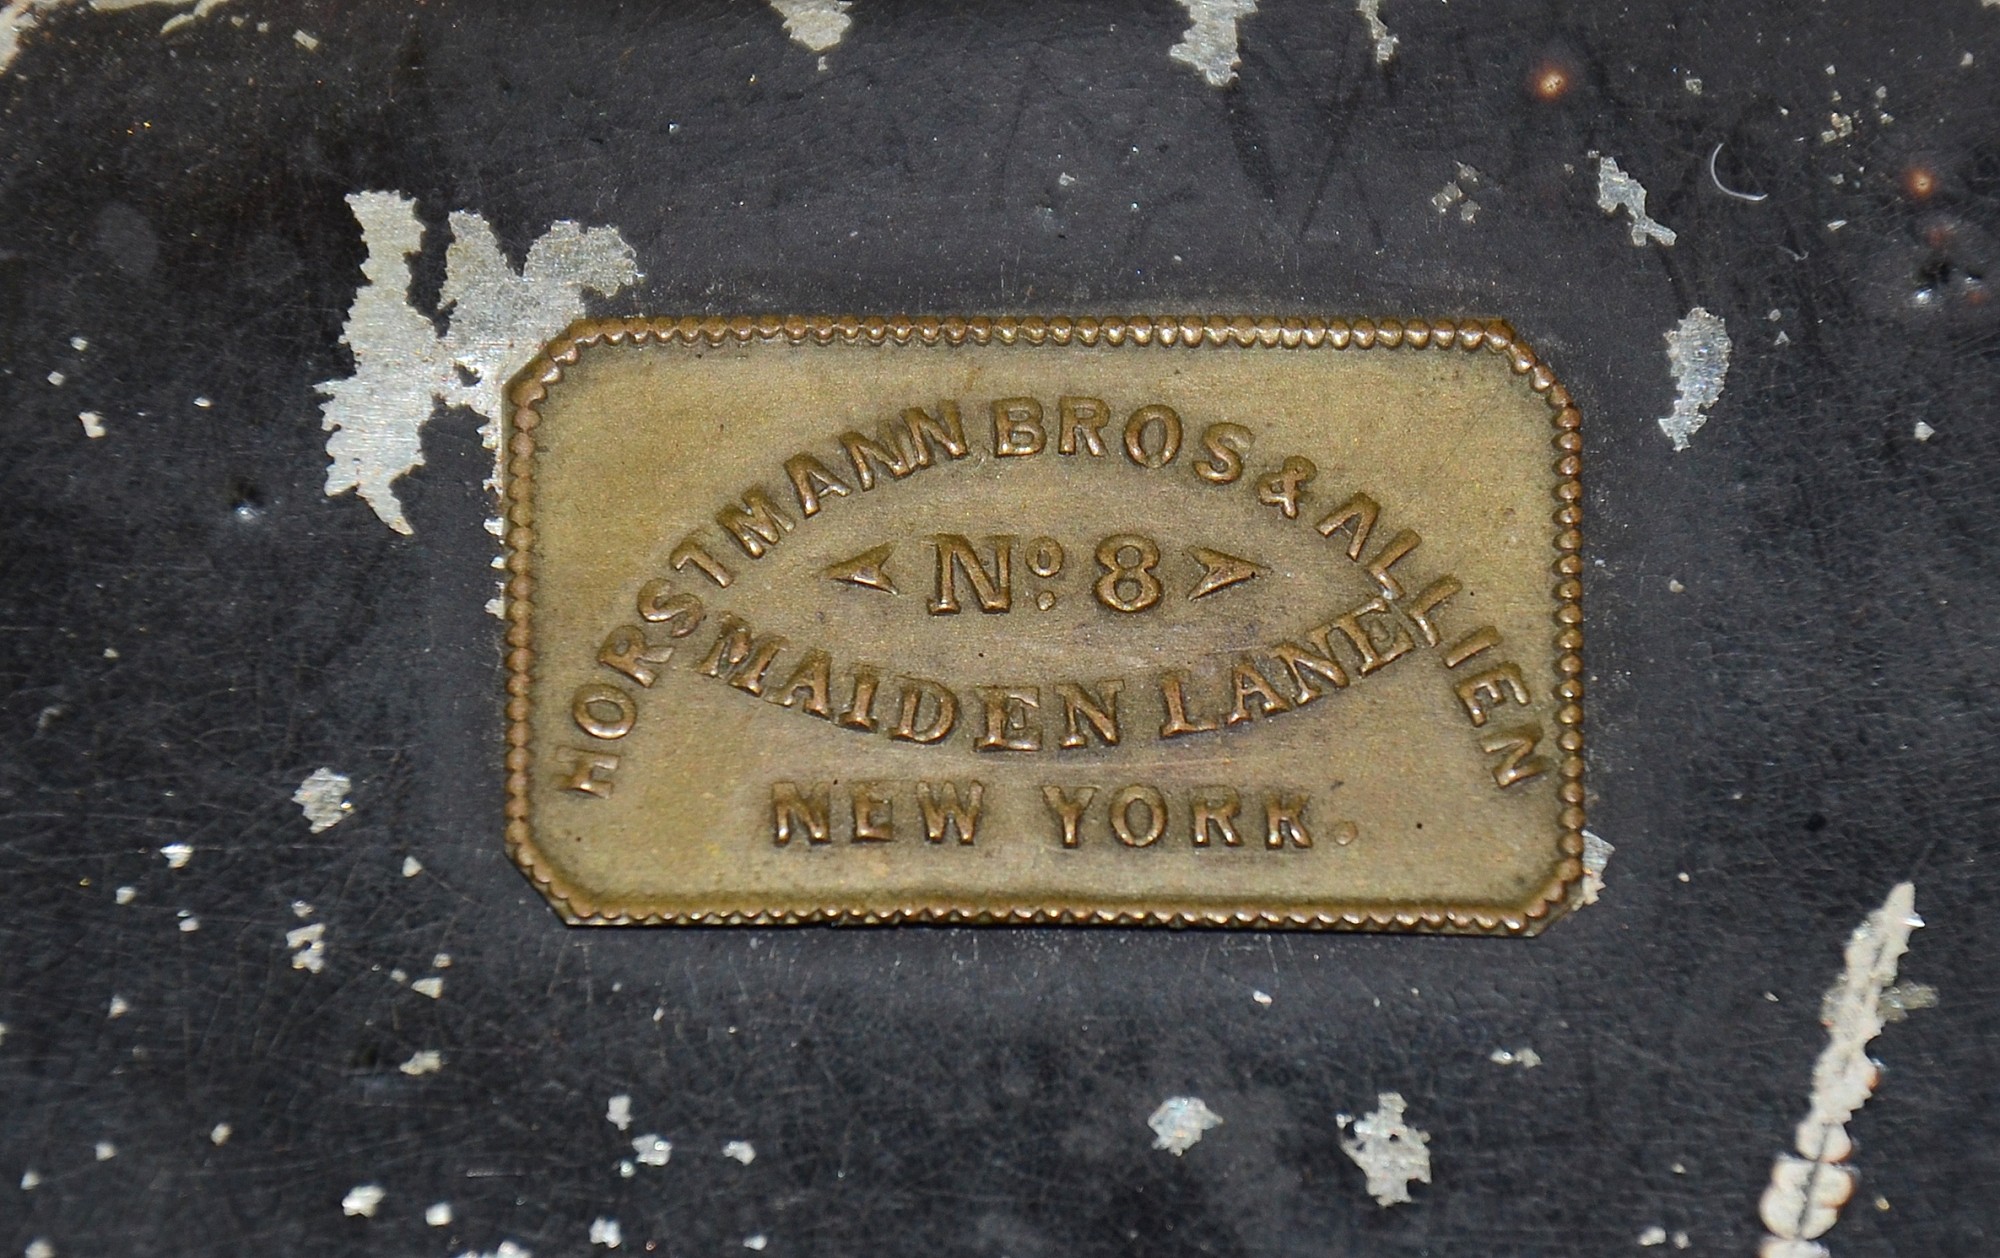 HORSTMANN BROS & ALLIEN
Nº 8
MAIDEN LANE
NEW YORK.